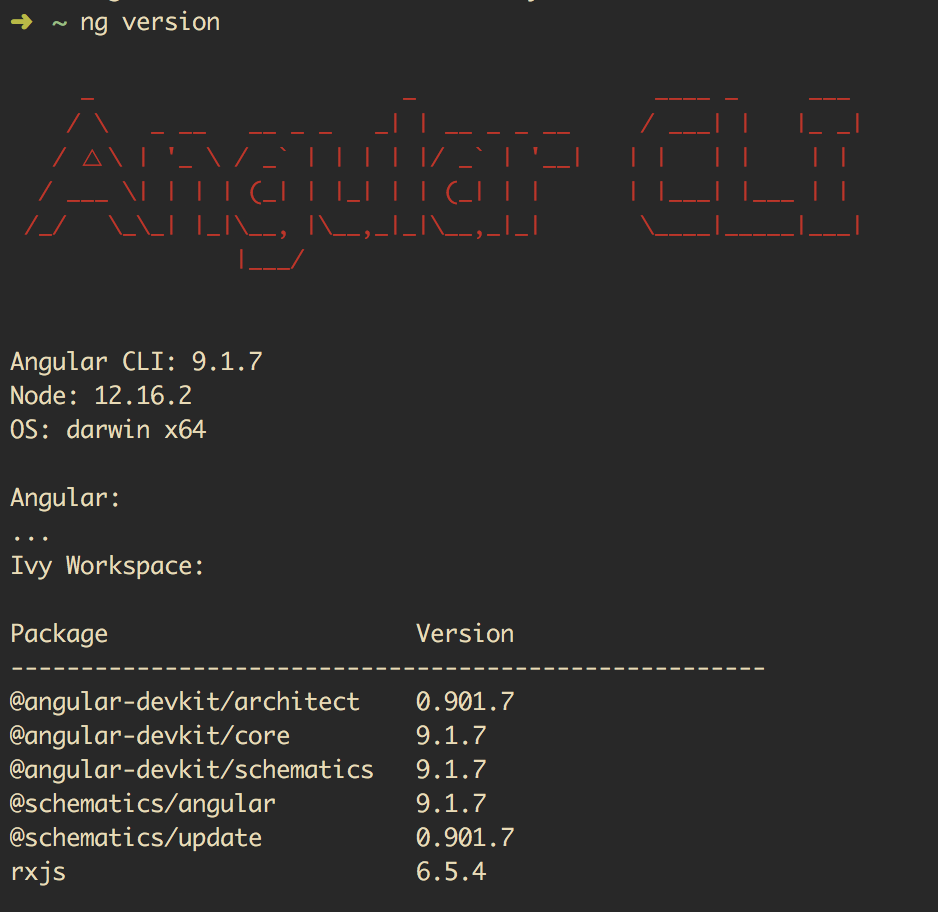 ➜ ~ ng version
Angular CLI
Angular CLI: 9.1.7
Node: 12.16.2
OS: darwin x64
Angular:
...
Ivy Workspace:
Package Version
------------------------------------------------------
@angular-devkit/architect 0.901.7
@angular-devkit/core 9.1.7
@angular-devkit/schematics 9.1.7
@schematics/angular 9.1.7
@schematics/update 0.901.7
rxjs 6.5.4